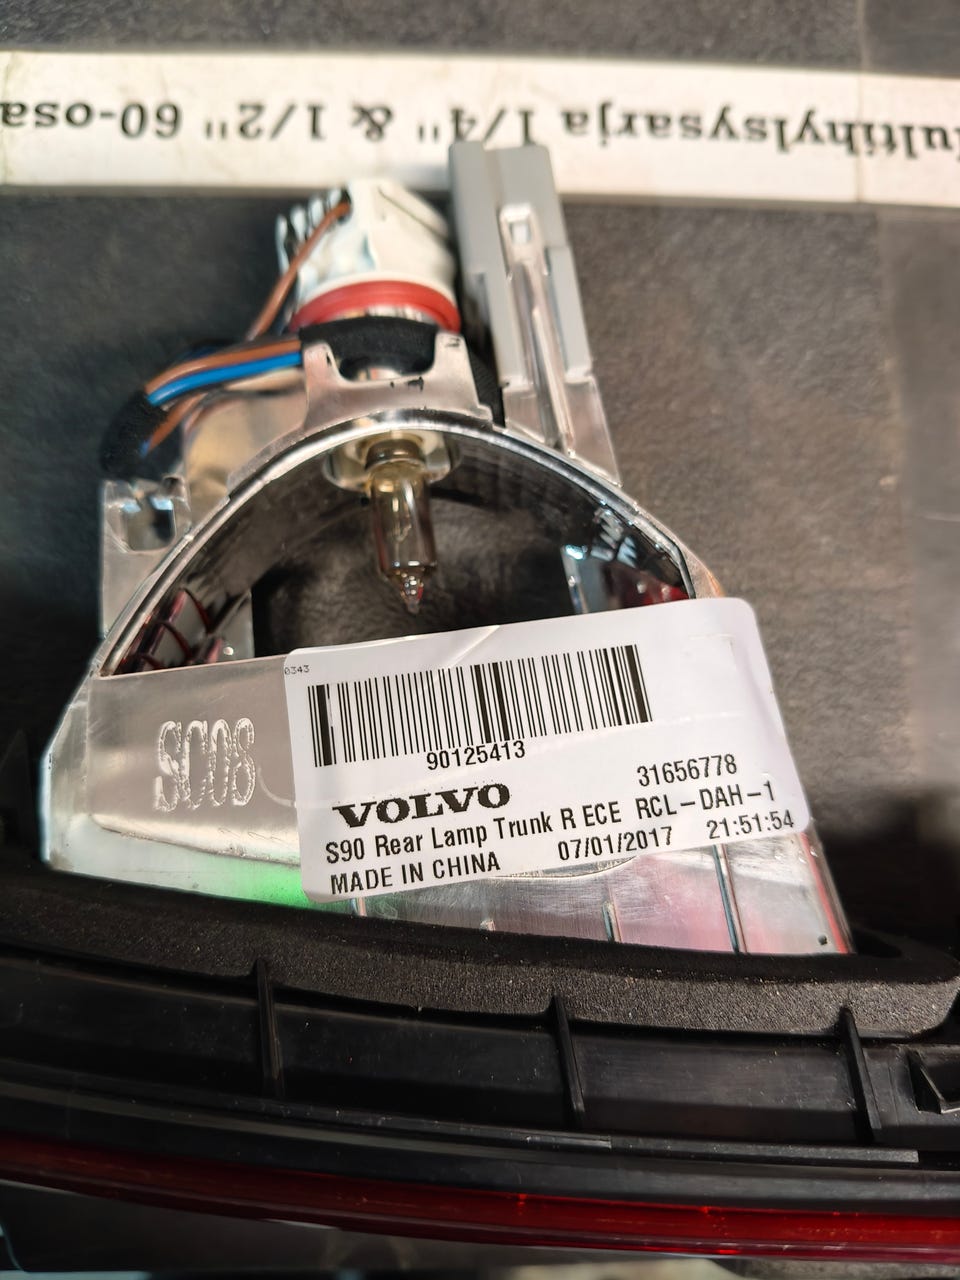 Multihylsysarja 1/4" & 1/2" 60-osa
0343
90125413
31656778
VOLVO
S90 Rear Lamp Trunk R ECE RCL-DAH-1
MADE IN CHINA 07/01/2017 21:51:54
SC08